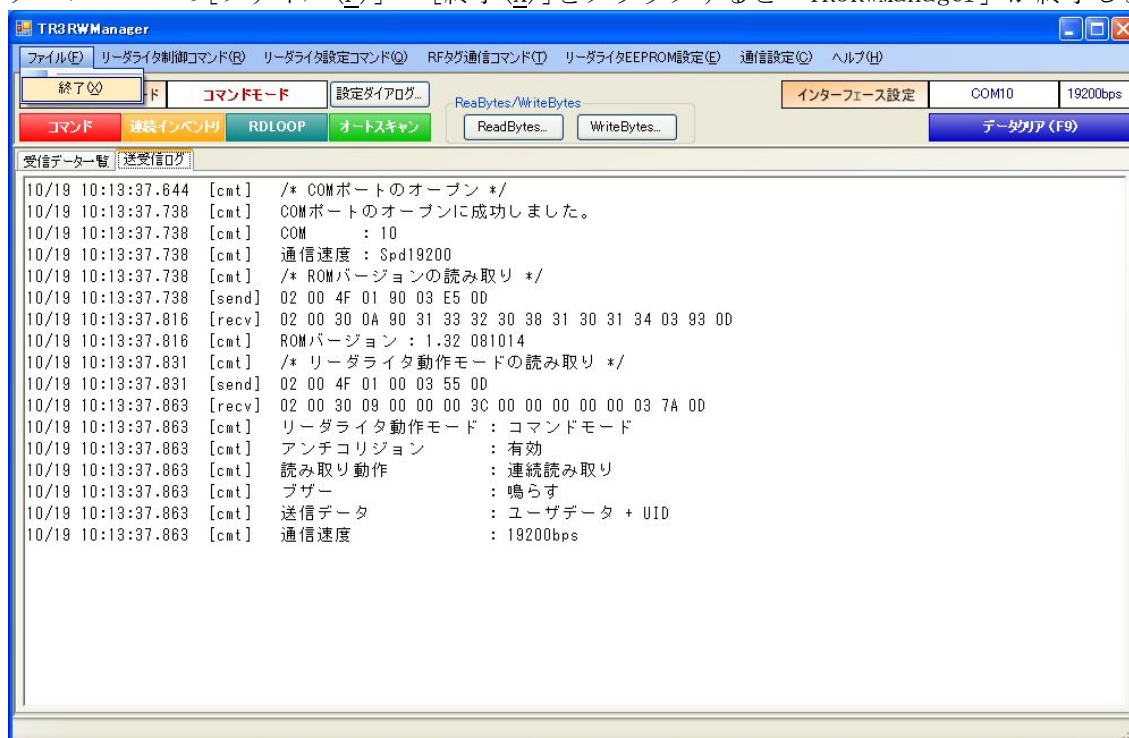 の[ファイル(F)]－[終了(X)]をクリックすると「TR3RWManager」が終了し
TR3RWManager
ファイル(F) リーダライタ制御コマンド(R) リーダライタ設定コマンド(Q) RFタグ通信コマンド(T) リーダライタEEPROM設定(E) 通信設定(C) ヘルプ(H)
終了(X) ド コマンドモード 設定ダイアログ... ReaBytes/WriteBytes インターフェース設定 COM10 19200bps
コマンド 連続インベントリ RDLOOP オートスキャン ReadBytes... WriteBytes... データクリア(F9)
受信データ一覧 送受信ログ
10/19 10:13:37.644 [cmt] /* COMポートのオープン */
10/19 10:13:37.738 [cmt] COMポートのオープンに成功しました。
10/19 10:13:37.738 [cmt] COM : 10
10/19 10:13:37.738 [cmt] 通信速度 : Spd19200
10/19 10:13:37.738 [cmt] /* ROMバージョンの読み取り */
10/19 10:13:37.738 [send] 02 00 4F 01 90 03 E5 0D
10/19 10:13:37.816 [recv] 02 00 30 0A 90 31 33 32 30 38 31 30 31 34 03 93 0D
10/19 10:13:37.816 [cmt] ROMバージョン : 1.32 081014
10/19 10:13:37.831 [cmt] /* リーダライタ動作モードの読み取り */
10/19 10:13:37.831 [send] 02 00 4F 01 00 03 55 0D
10/19 10:13:37.863 [recv] 02 00 30 09 00 00 00 3C 00 00 00 00 00 03 7A 0D
10/19 10:13:37.863 [cmt] リーダライタ動作モード : コマンドモード
10/19 10:13:37.863 [cmt] アンチコリジョン : 有効
10/19 10:13:37.863 [cmt] 読み取り動作 : 連続読み取り
10/19 10:13:37.863 [cmt] ブザー : 鳴らす
10/19 10:13:37.863 [cmt] 送信データ : ユーザデータ + UID
10/19 10:13:37.863 [cmt] 通信速度 : 19200bps